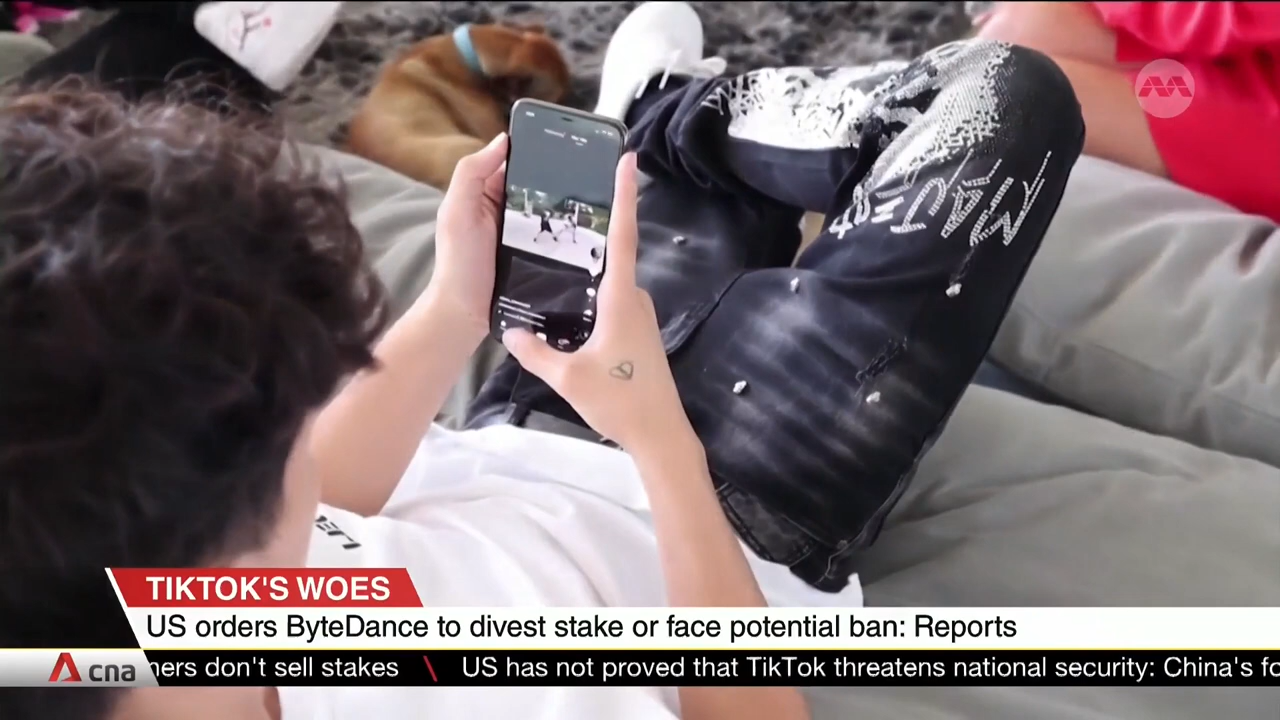 TIKTOK'S WOES
US orders ByteDance to divest stake or face potential ban: Reports
cna
ners don't sell stakes \ US has not proved that TikTok threatens national security: China's fo